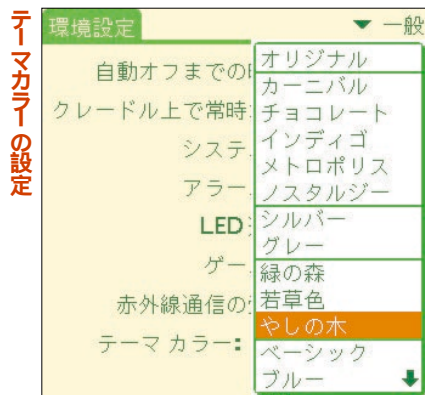 テーマカラーの設定
環境設定
▼ 一般
自動オフまでの
クレードル上で常時
システ
アラー
LED
ゲー
赤外線通信の
テーマ カラー:
オリジナル
カーニバル
チョコレート
インディゴ
メトロポリス
ノスタルジー
シルバー
グレー
緑の森
若草色
やしの木
ベーシック
ブルー